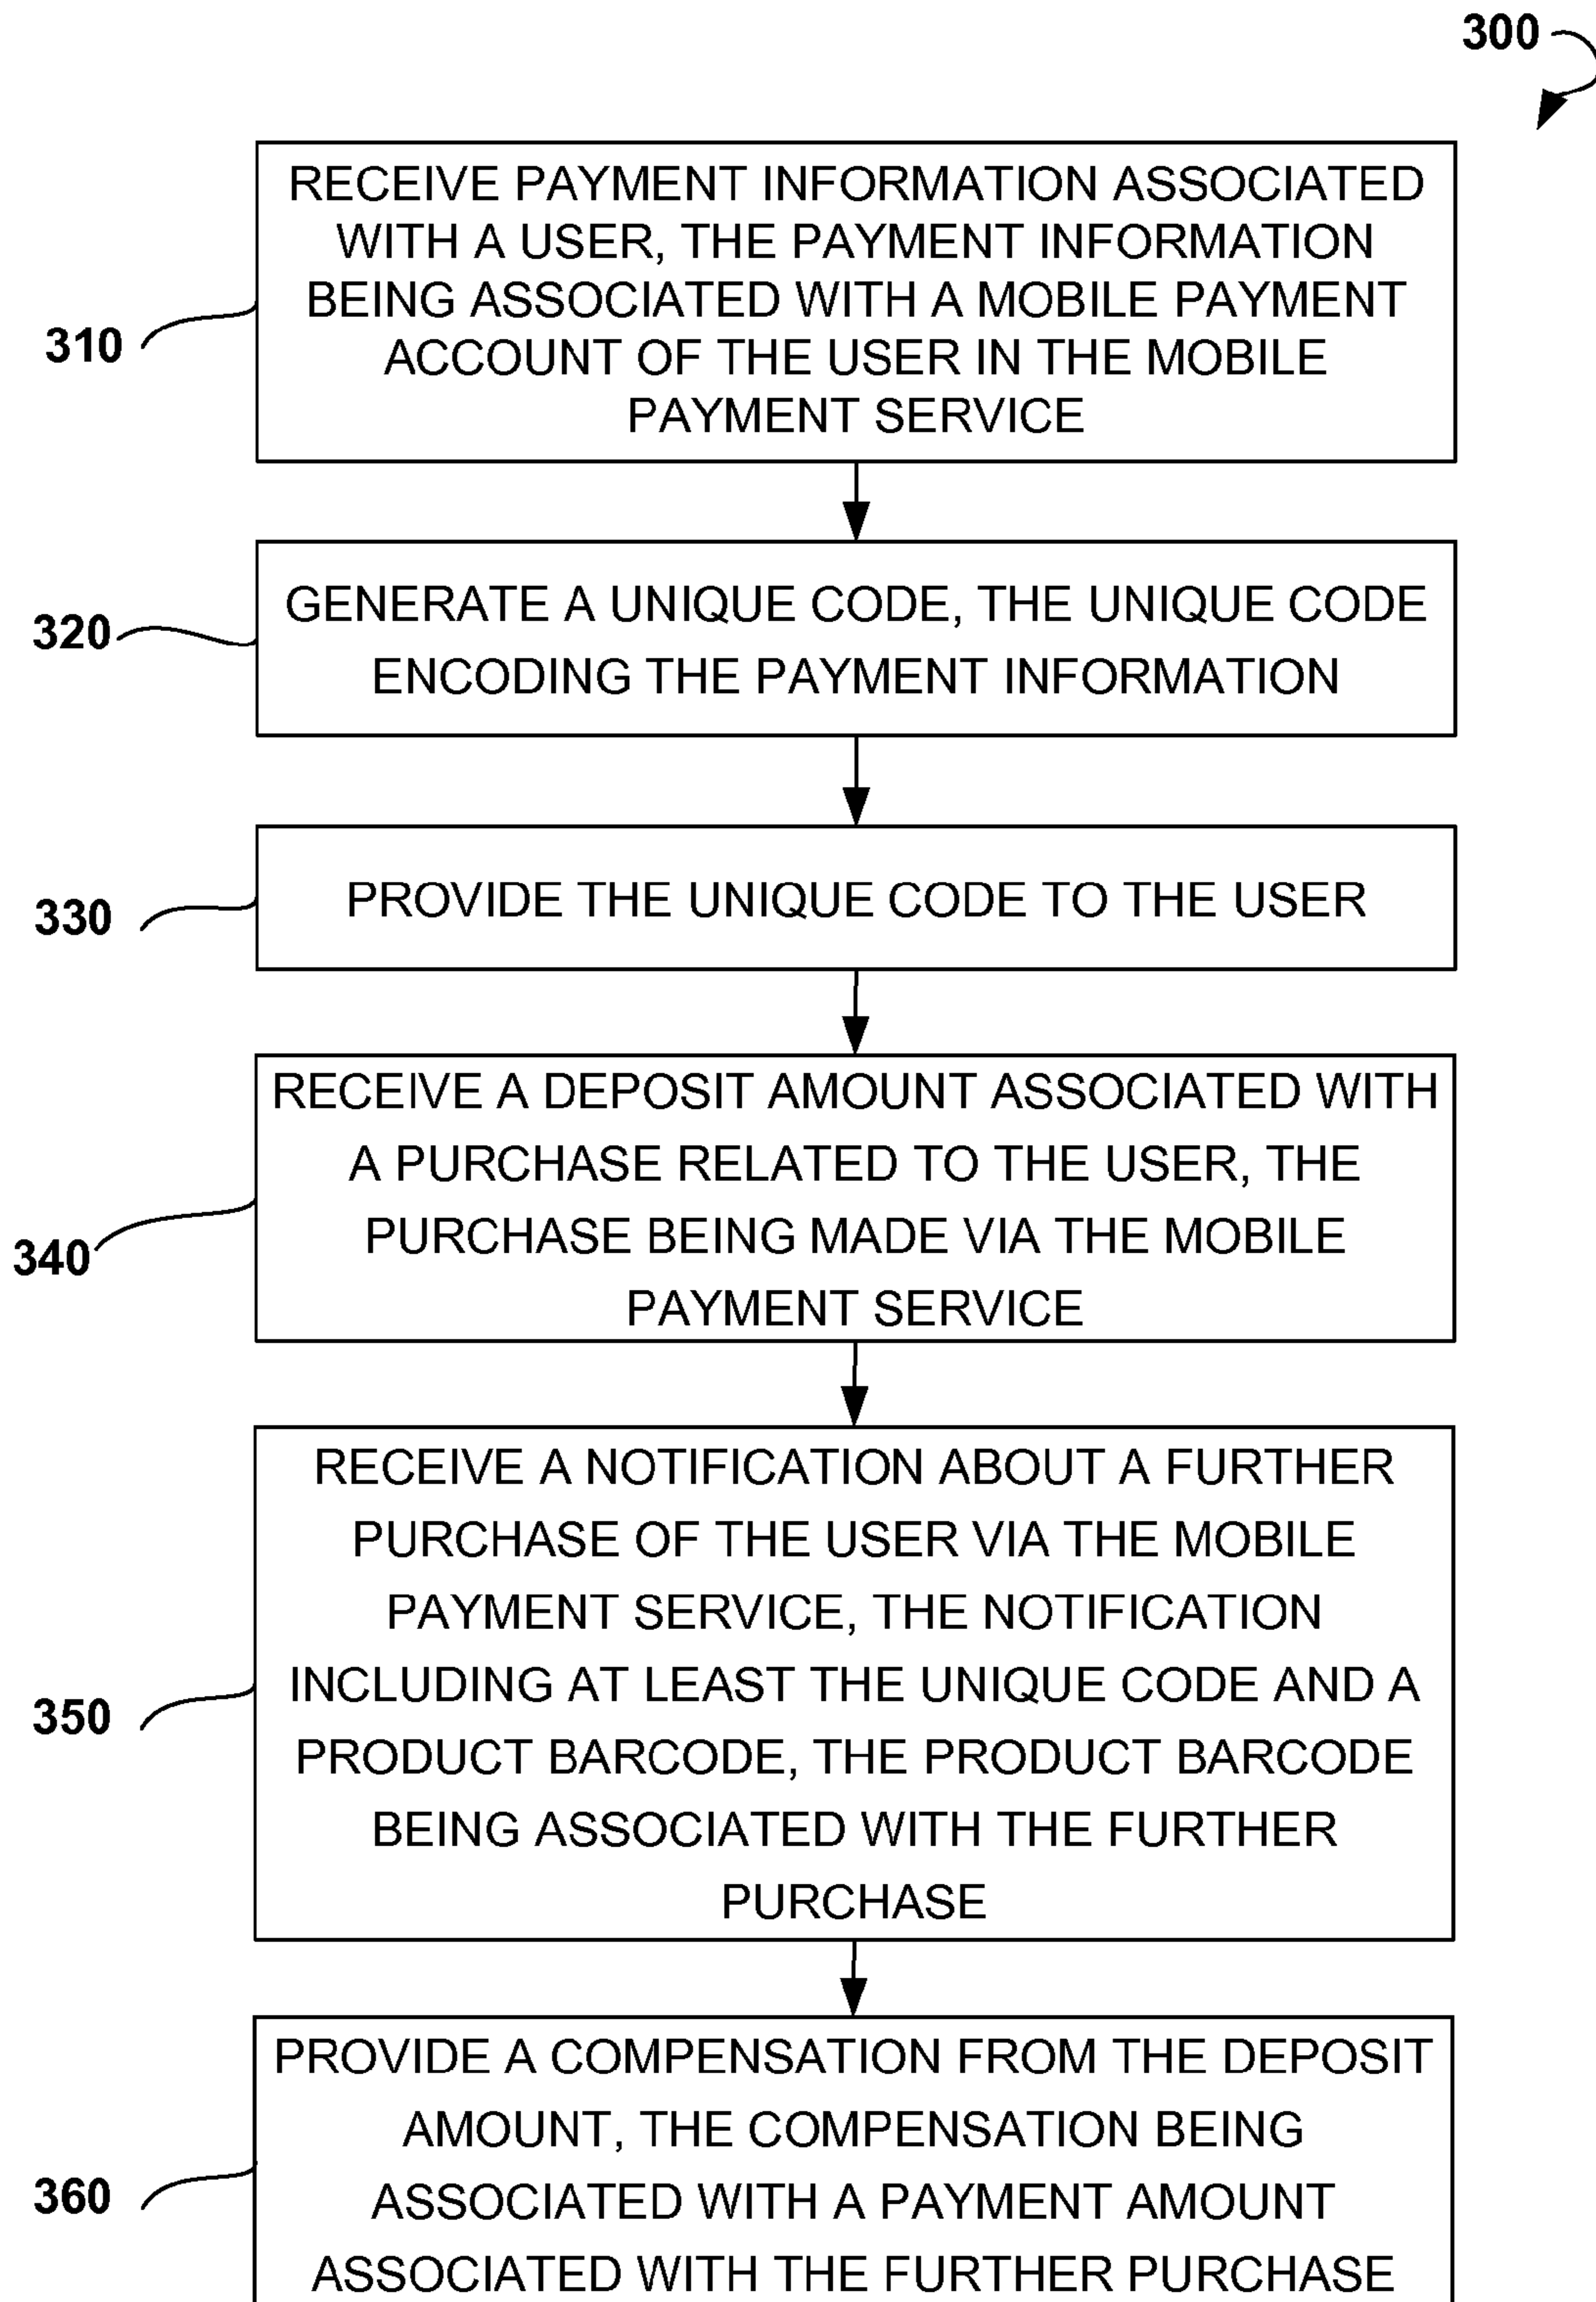 300
RECEIVE PAYMENT INFORMATION ASSOCIATED
WITH A USER, THE PAYMENT INFORMATION
BEING ASSOCIATED WITH A MOBILE PAYMENT
ACCOUNT OF THE USER IN THE MOBILE
PAYMENT SERVICE
310
GENERATE A UNIQUE CODE, THE UNIQUE CODE
ENCODING THE PAYMENT INFORMATION
320
PROVIDE THE UNIQUE CODE TO THE USER
330
RECEIVE A DEPOSIT AMOUNT ASSOCIATED WITH
A PURCHASE RELATED TO THE USER, THE
PURCHASE BEING MADE VIA THE MOBILE
PAYMENT SERVICE
340
RECEIVE A NOTIFICATION ABOUT A FURTHER
PURCHASE OF THE USER VIA THE MOBILE
PAYMENT SERVICE, THE NOTIFICATION
INCLUDING AT LEAST THE UNIQUE CODE AND A
PRODUCT BARCODE, THE PRODUCT BARCODE
BEING ASSOCIATED WITH THE FURTHER
PURCHASE
350
PROVIDE A COMPENSATION FROM THE DEPOSIT
AMOUNT, THE COMPENSATION BEING
ASSOCIATED WITH A PAYMENT AMOUNT
ASSOCIATED WITH THE FURTHER PURCHASE
360